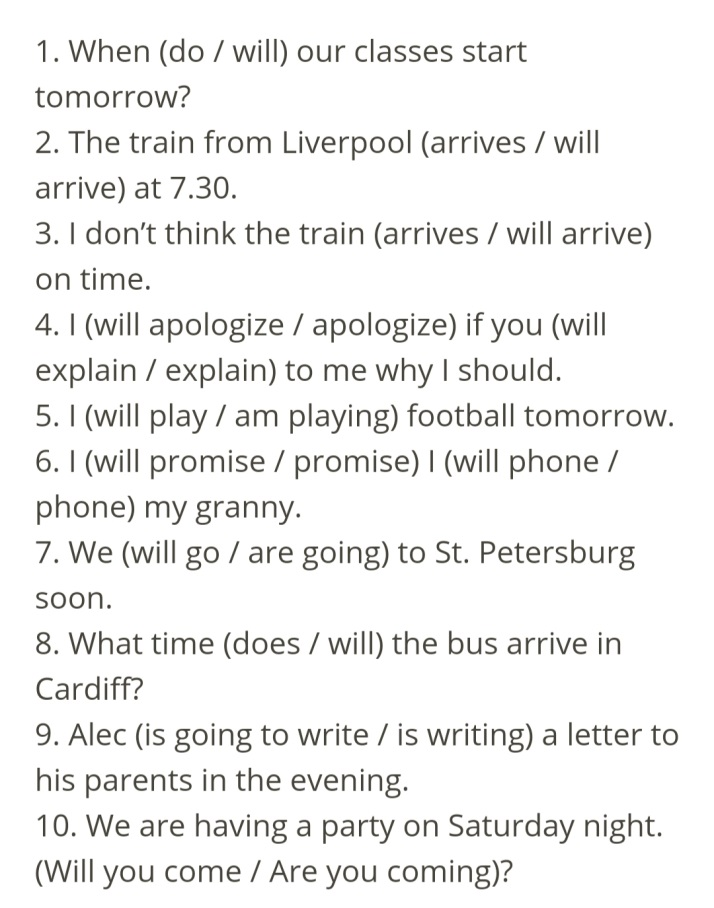 1. When (do / will) our classes start
tomorrow?
2. The train from Liverpool (arrives / will
arrive) at 7.30.
3. I don’t think the train (arrives / will arrive)
on time.
4. I (will apologize / apologize) if you (will
explain / explain) to me why I should.
5. I (will play / am playing) football tomorrow.
6. I (will promise / promise) I (will phone /
phone) my granny.
7. We (will go / are going) to St. Petersburg
soon.
8. What time (does / will) the bus arrive in
Cardiff?
9. Alec (is going to write / is writing) a letter to
his parents in the evening.
10. We are having a party on Saturday night.
(Will you come / Are you coming)?